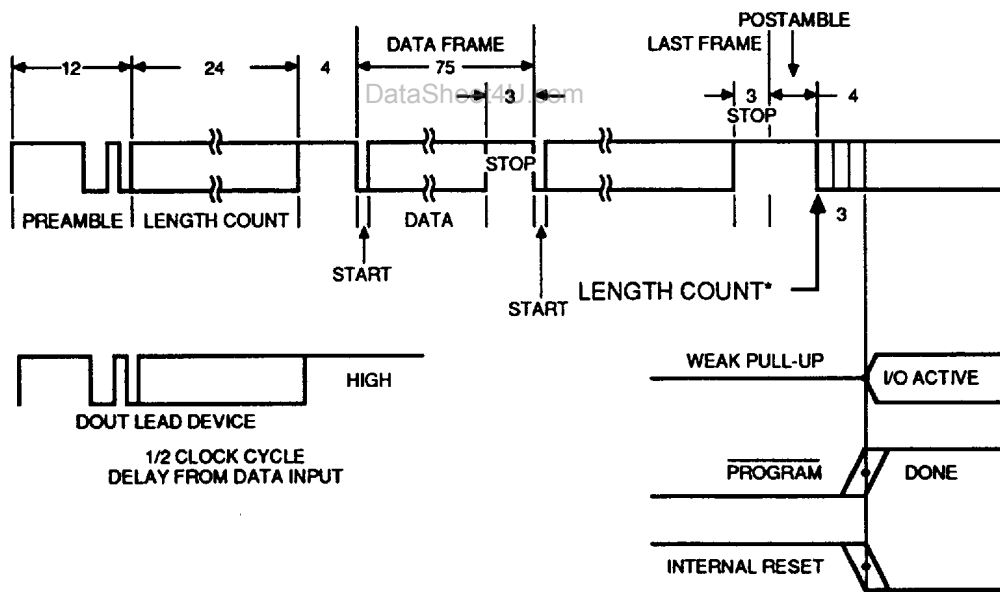 POSTAMBLE
DATA FRAME
LAST FRAME
12
24
4
75
DataSheet4U.com
3
3
4
STOP
STOP
PREAMBLE
LENGTH COUNT
DATA
3
START
START
LENGTH COUNT*
WEAK PULL-UP
I/O ACTIVE
HIGH
DOUT LEAD DEVICE
1/2 CLOCK CYCLE
DELAY FROM DATA INPUT
PROGRAM
DONE
INTERNAL RESET